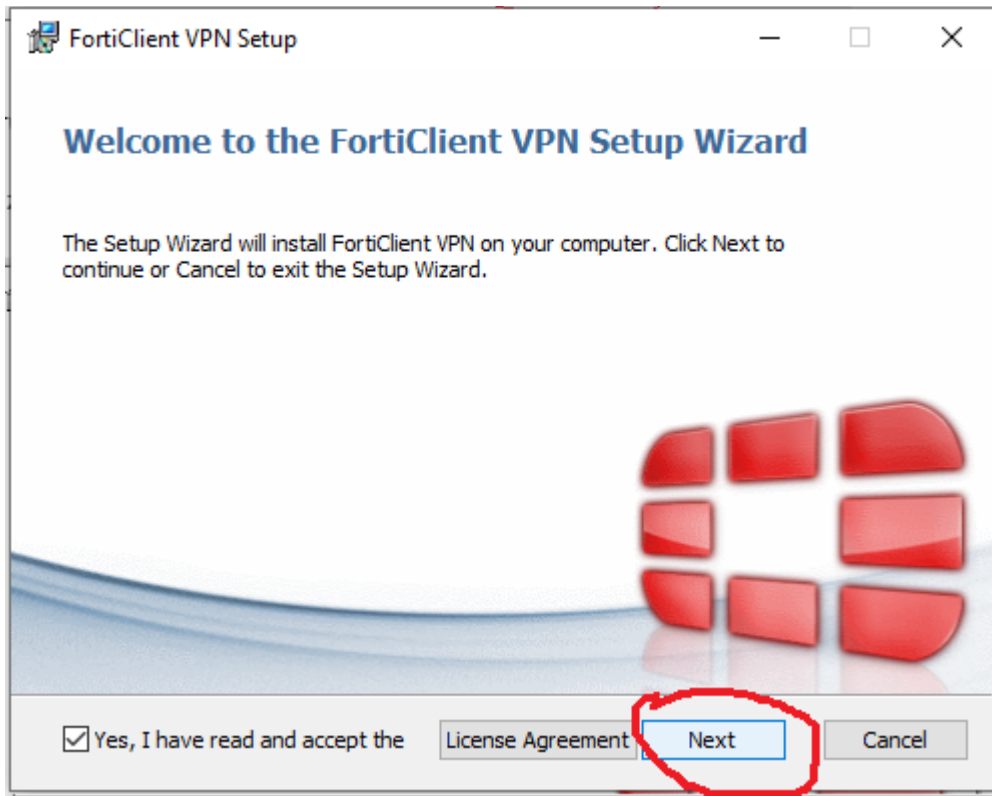 FortiClient VPN Setup
Welcome to the FortiClient VPN Setup Wizard
The Setup Wizard will install FortiClient VPN on your computer. Click Next to
continue or Cancel to exit the Setup Wizard.
Yes, I have read and accept the
License Agreement
Next
Cancel